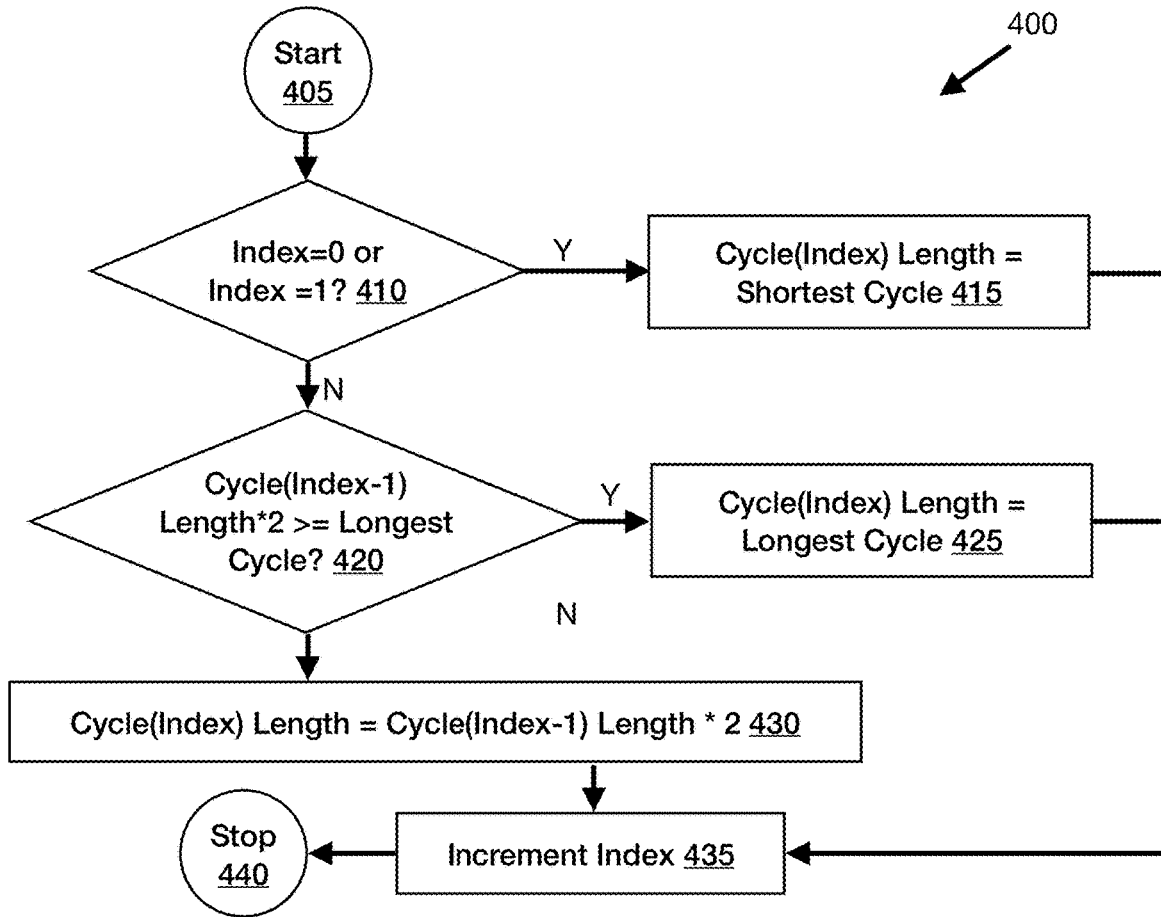 400
Start
405
Index=0 or
Index =1? 410
Y
Cycle(Index) Length =
Shortest Cycle 415
N
Cycle(Index-1)
Length*2 >= Longest
Cycle? 420
Y
Cycle(Index) Length =
Longest Cycle 425
N
Cycle(Index) Length = Cycle(Index-1) Length * 2 430
Stop
440
Increment Index 435